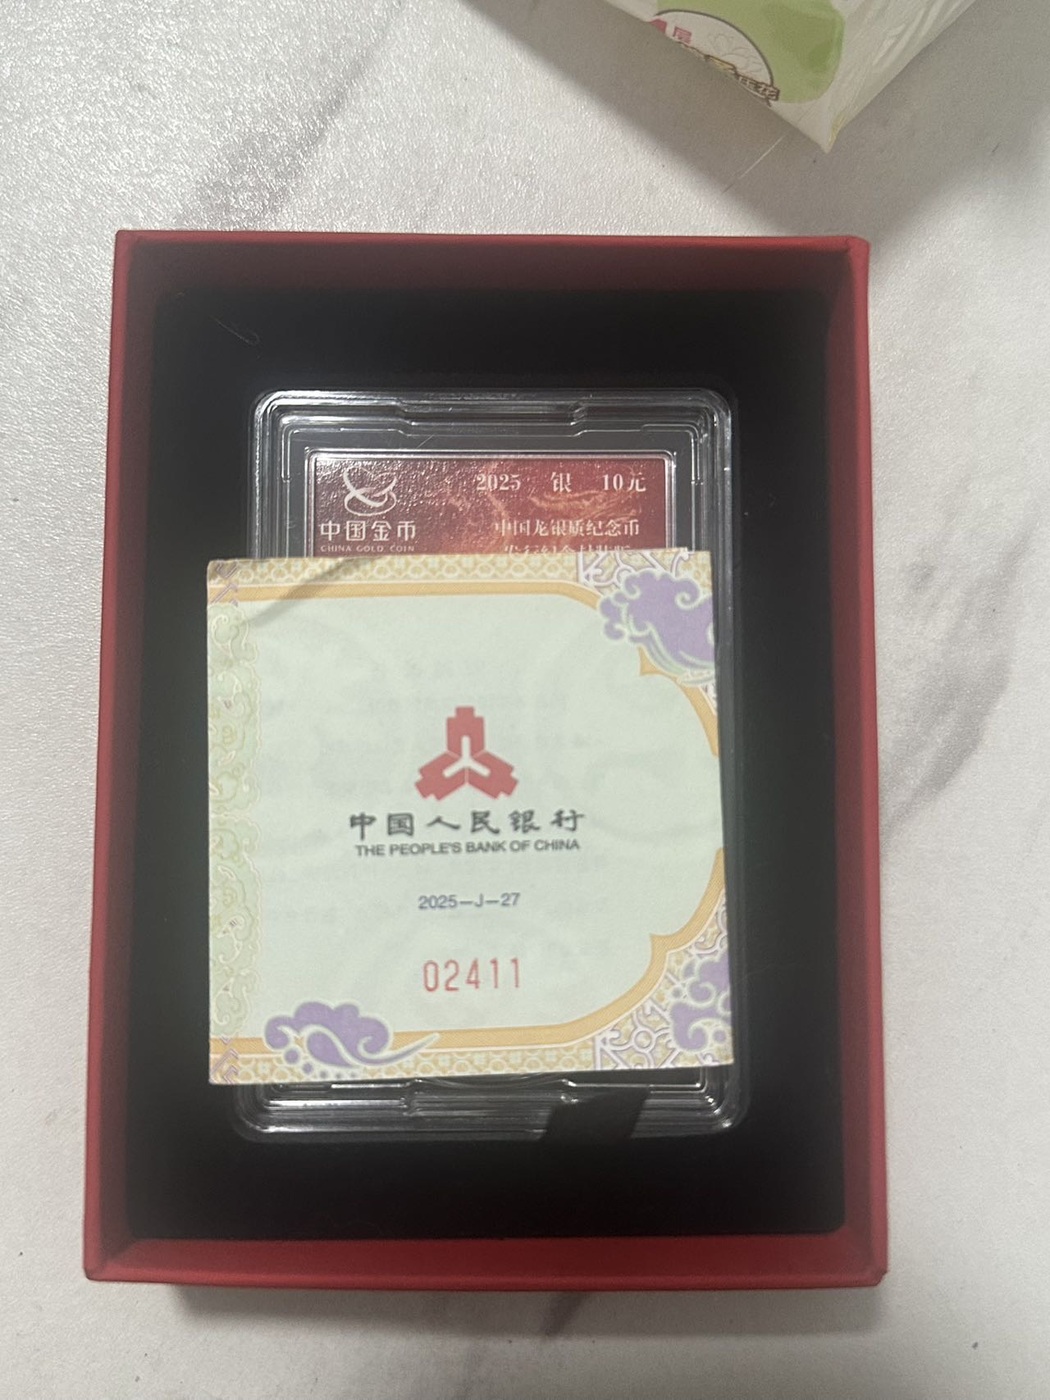 层
2025 银 10元
中国金币
CHINA GOLD COIN
中国龙银质纪念币
中国人民银行
THE PEOPLE'S BANK OF CHINA
2025-J-27
02411